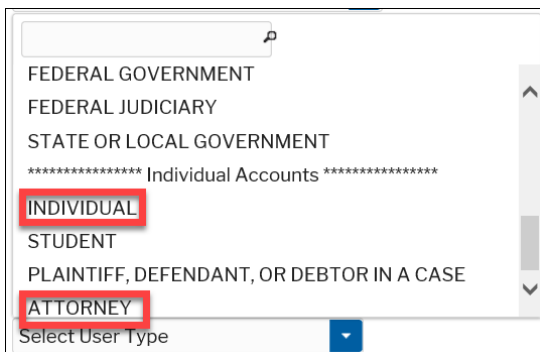 FEDERAL GOVERNMENT
FEDERAL JUDICIARY
STATE OR LOCAL GOVERNMENT
**************** Individual Accounts ****************
INDIVIDUAL
STUDENT
PLAINTIFF, DEFENDANT, OR DEBTOR IN A CASE
ATTORNEY
Select User Type